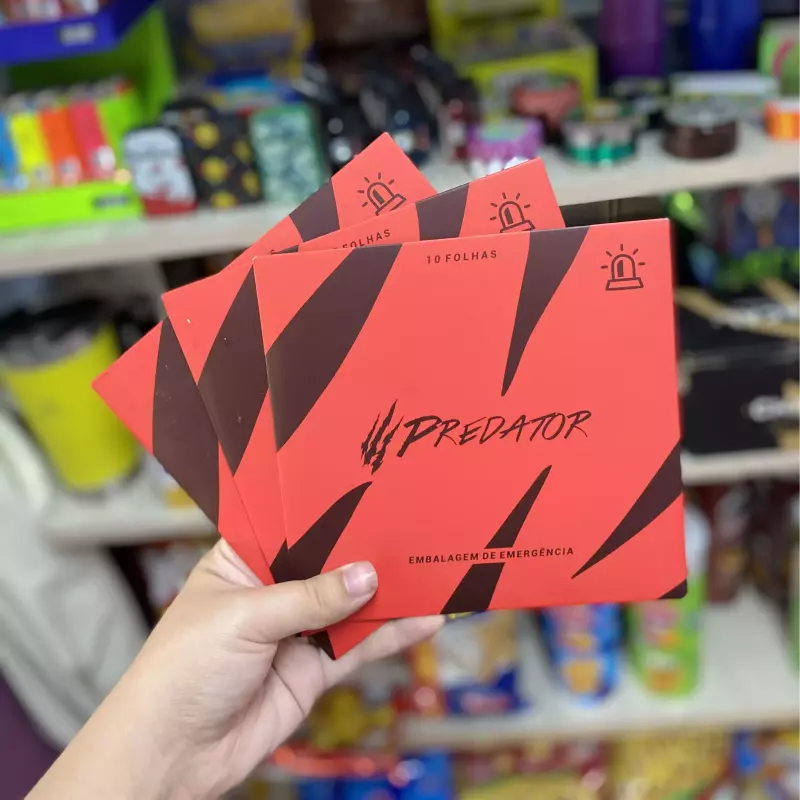 FOLHAS
10 FOLHAS
PREDATOR
EMBALAGEM DE EMERGÊNCIA